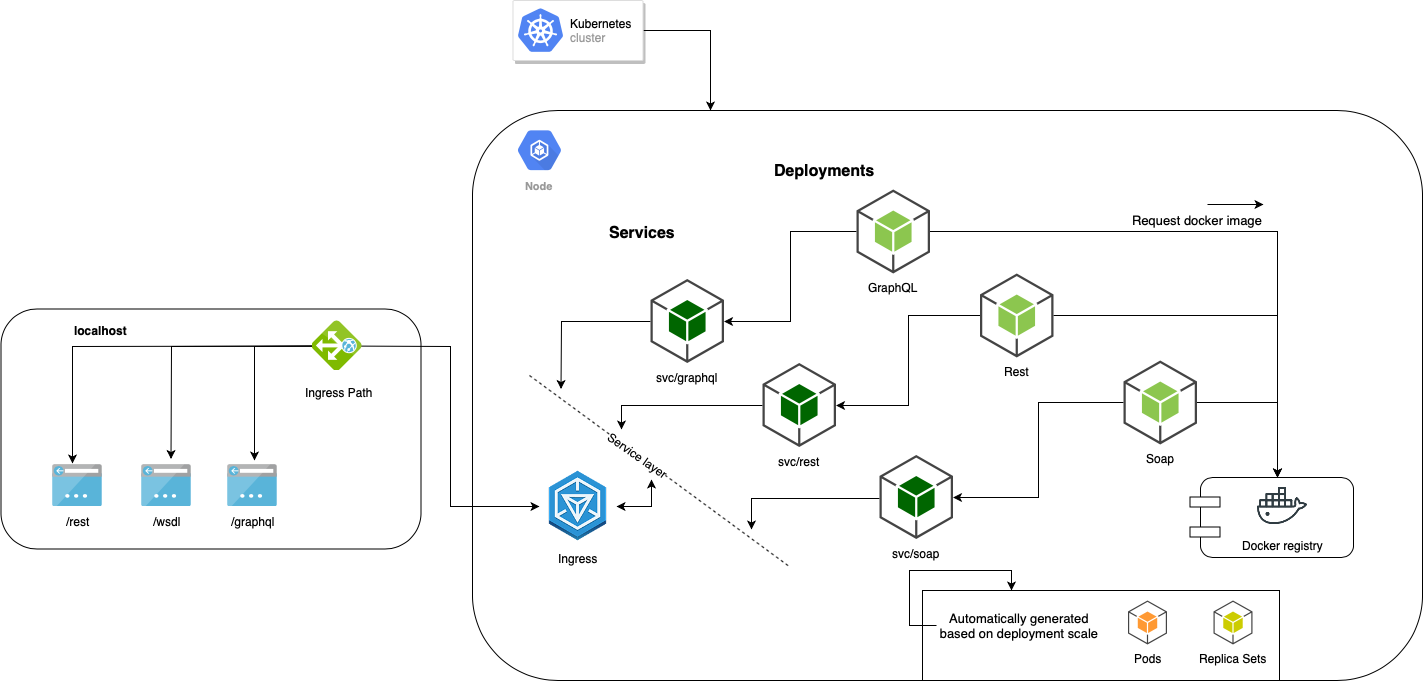 Kubernetes
cluster
Node
Deployments
Request docker image
Services
GraphQL
localhost
Ingress Path
svc/graphql
Rest
Service layer
svc/rest
Soap
/rest
/wsdl
/graphql
Ingress
svc/soap
Docker registry
Automatically generated
based on deployment scale
Pods
Replica Sets